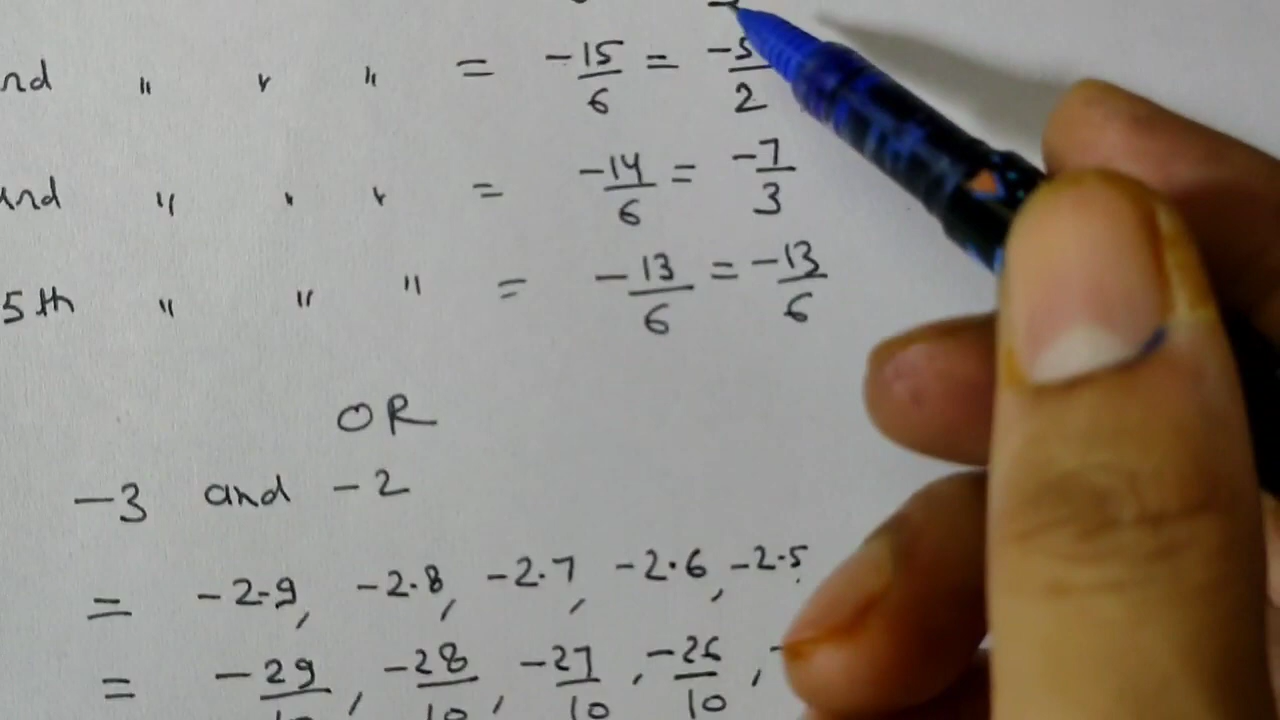 nd " " " = -15/6 = -5/2
und " " " = -14/6 = -7/3
5th " " " = -13/6 = -13/6
OR
-3 and -2
= -2.9, -2.8, -2.7, -2.6, -2.5
= -29/10, -28/10, -27/10, -26/10, -